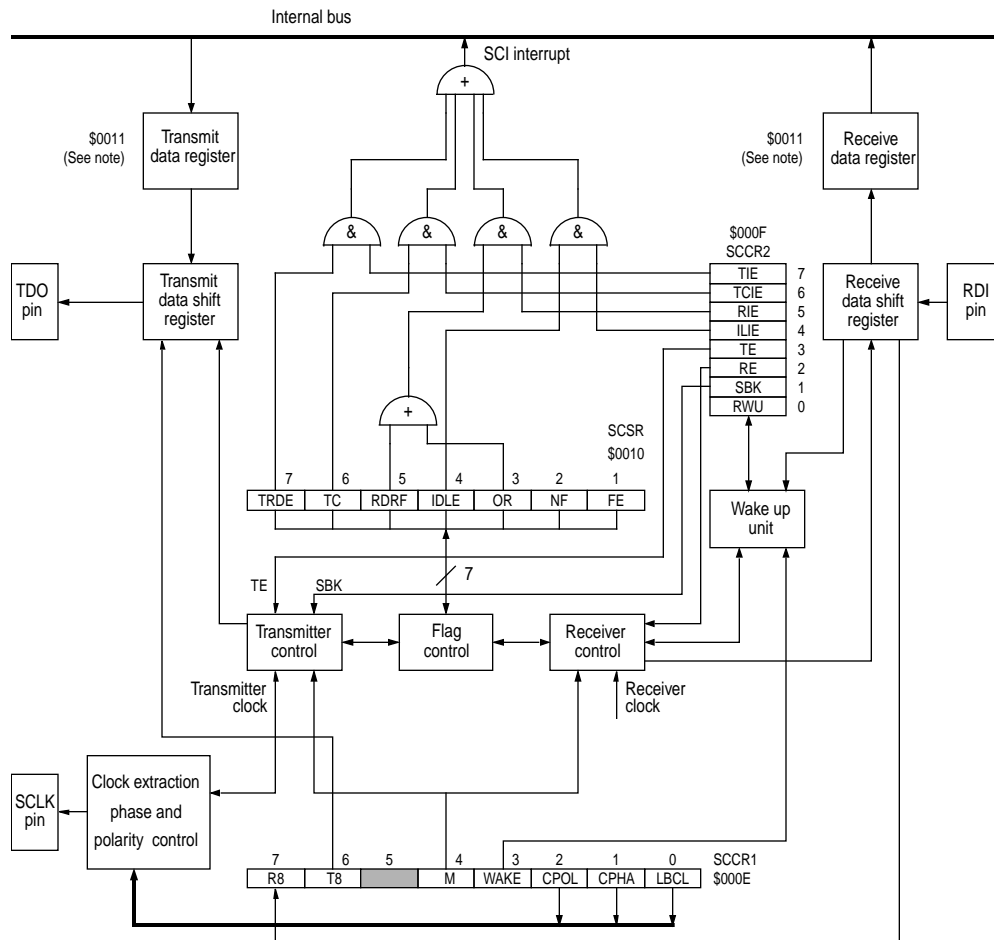 Internal bus
SCI interrupt
+
$0011
(See note)
Transmit
data register
$0011
(See note)
Receive
data register
&
&
&
&
$000F
SCCR2
TDO
pin
Transmit
data shift
register
TIE 7
TCIE 6
RIE 5
ILIE 4
TE 3
RE 2
SBK 1
RWU 0
Receive
data shift
register
RDI
pin
+
SCSR
$0010
7 6 5 4 3 2 1
TRDE TC RDRF IDLE OR NF FE
Wake up
unit
7
TE SBK
Transmitter
control
Flag
control
Receiver
control
Transmitter
clock
Receiver
clock
SCLK
pin
Clock extraction
phase and
polarity control
7 6 5 4 3 2 1 0 SCCR1
R8 T8 M WAKE CPOL CPHA LBCL $000E